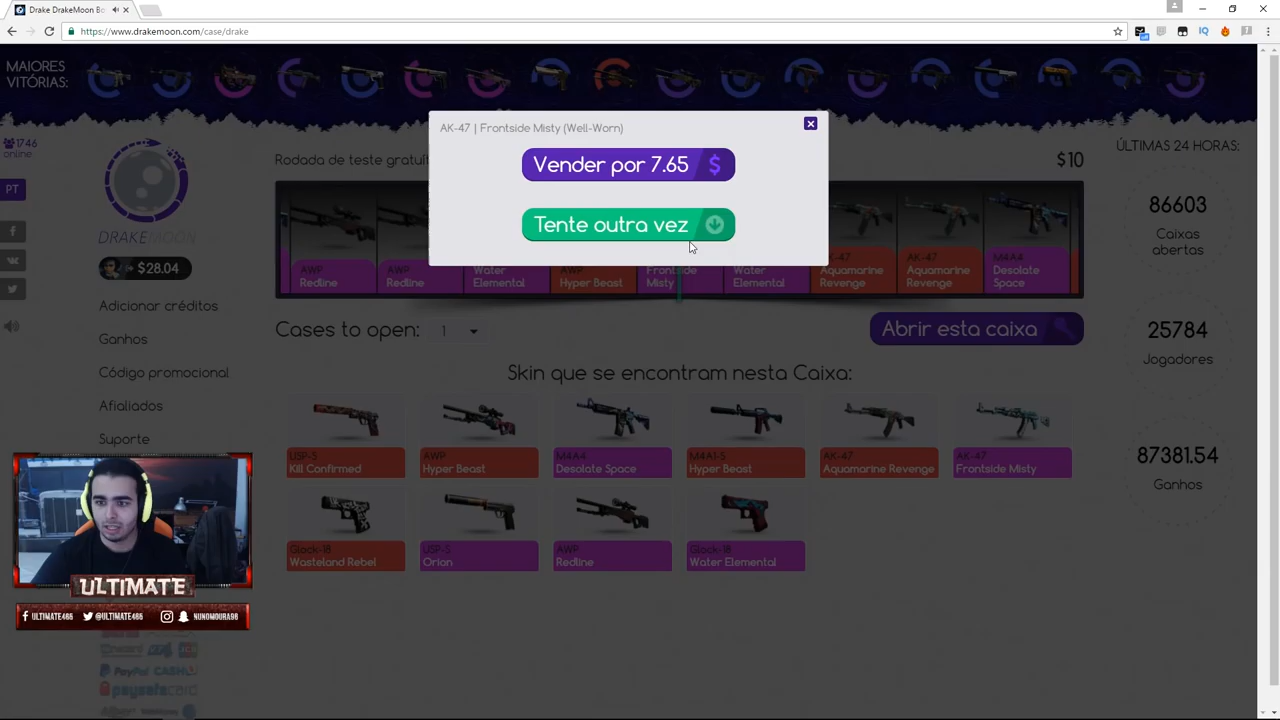 Drake DrakeMoon Bo
https://www.drakemoon.com/case/drake
MAIORES
VITÓRIAS:
1746
online
PT
DRAKEMOON
$28.04
Adicionar créditos
Ganhos
Código promocional
Afiliados
Suporte
AK-47 | Frontside Misty (Well-Worn)
Vender por 7.65 $
Tente outra vez
Rodada de teste gratuit
$10
AWP
Redline
AWP
Redline
Water
Elemental
AWP
Hyper Beast
Frontside
Misty
Water
Elemental
AK-47
Aquamarine
Revenge
AK-47
Aquamarine
Revenge
M4A4
Desolate
Space
Cases to open: 1
Abrir esta caixa
Skin que se encontram nesta Caixa:
USP-S
Kill Confirmed
AWP
Hyper Beast
M4A4
Desolate Space
M4A1-S
Hyper Beast
AK-47
Aquamarine Revenge
AK-47
Frontside Misty
Glock-18
Wasteland Rebel
USP-S
Orion
AWP
Redline
Glock-18
Water Elemental
ÚLTIMAS 24 HORAS:
86603
Caixas
abertas
25784
Jogadores
87381.54
Ganhos
ULTIMATE
ULTIMATE465 @ULTIMATE465 NUNOMOURA96
PayPal
paysafecard